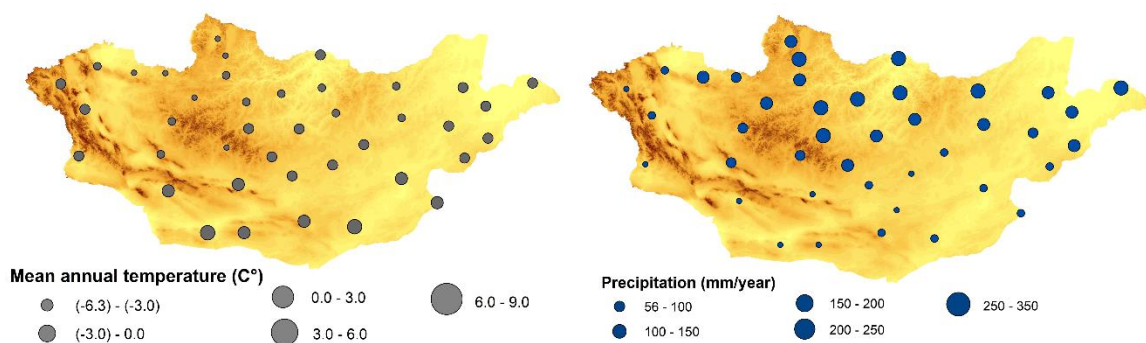 Mean annual temperature (C°)
(-6.3) - (-3.0)
(-3.0) - 0.0
0.0 - 3.0
3.0 - 6.0
6.0 - 9.0
Precipitation (mm/year)
56 - 100
100 - 150
150 - 200
200 - 250
250 - 350